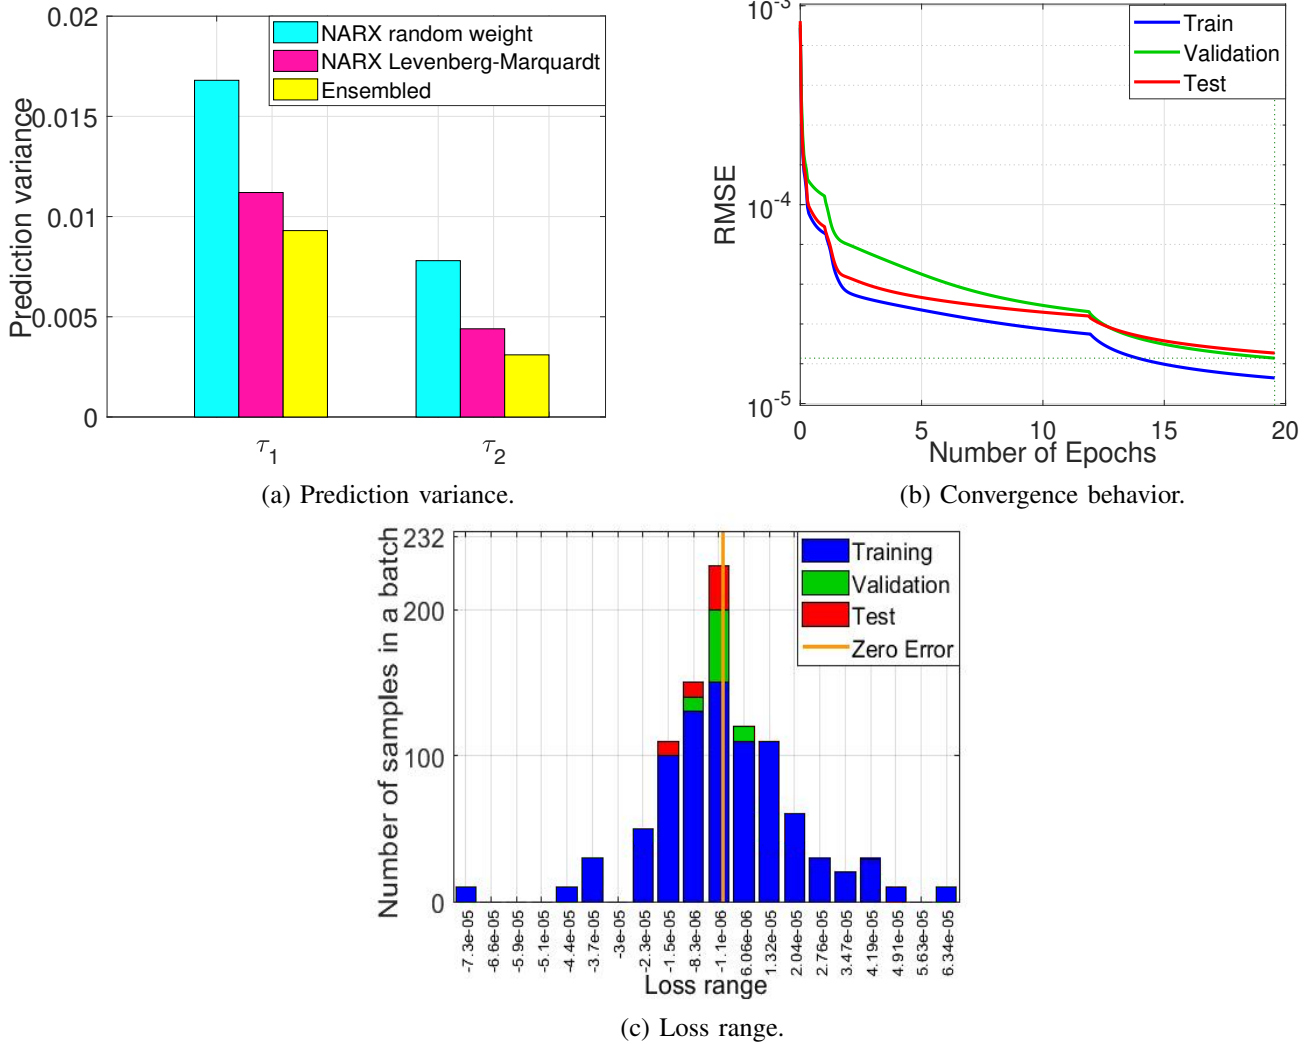 0.02
0.015
0.01
0.005
0
Prediction variance
NARX random weight
NARX Levenberg-Marquardt
Ensembled
τ1
τ2
(a) Prediction variance.
10-3
10-4
10-5
RMSE
Train
Validation
Test
0 5 10 15 20
Number of Epochs
(b) Convergence behavior.
232
200
100
0
Number of samples in a batch
Training
Validation
Test
Zero Error
-7.3e-05
-6.6e-05
-5.9e-05
-5.1e-05
-4.4e-05
-3.7e-05
-3e-05
-2.3e-05
-1.5e-05
-8.3e-06
-1.1e-06
6.06e-06
1.32e-05
2.04e-05
2.76e-05
3.47e-05
4.19e-05
4.91e-05
5.63e-05
6.34e-05
Loss range
(c) Loss range.